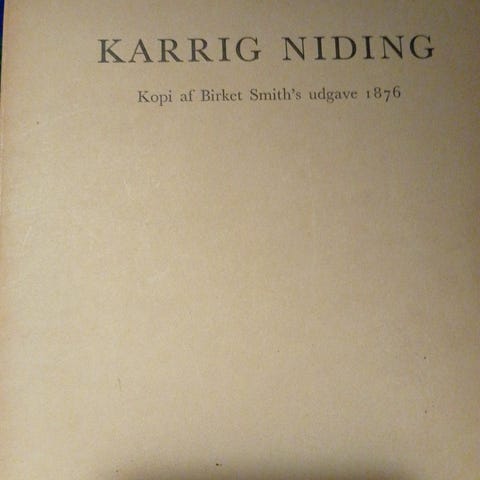 KARRIG NIDING
Kopi af Birket Smith's udgave 1876